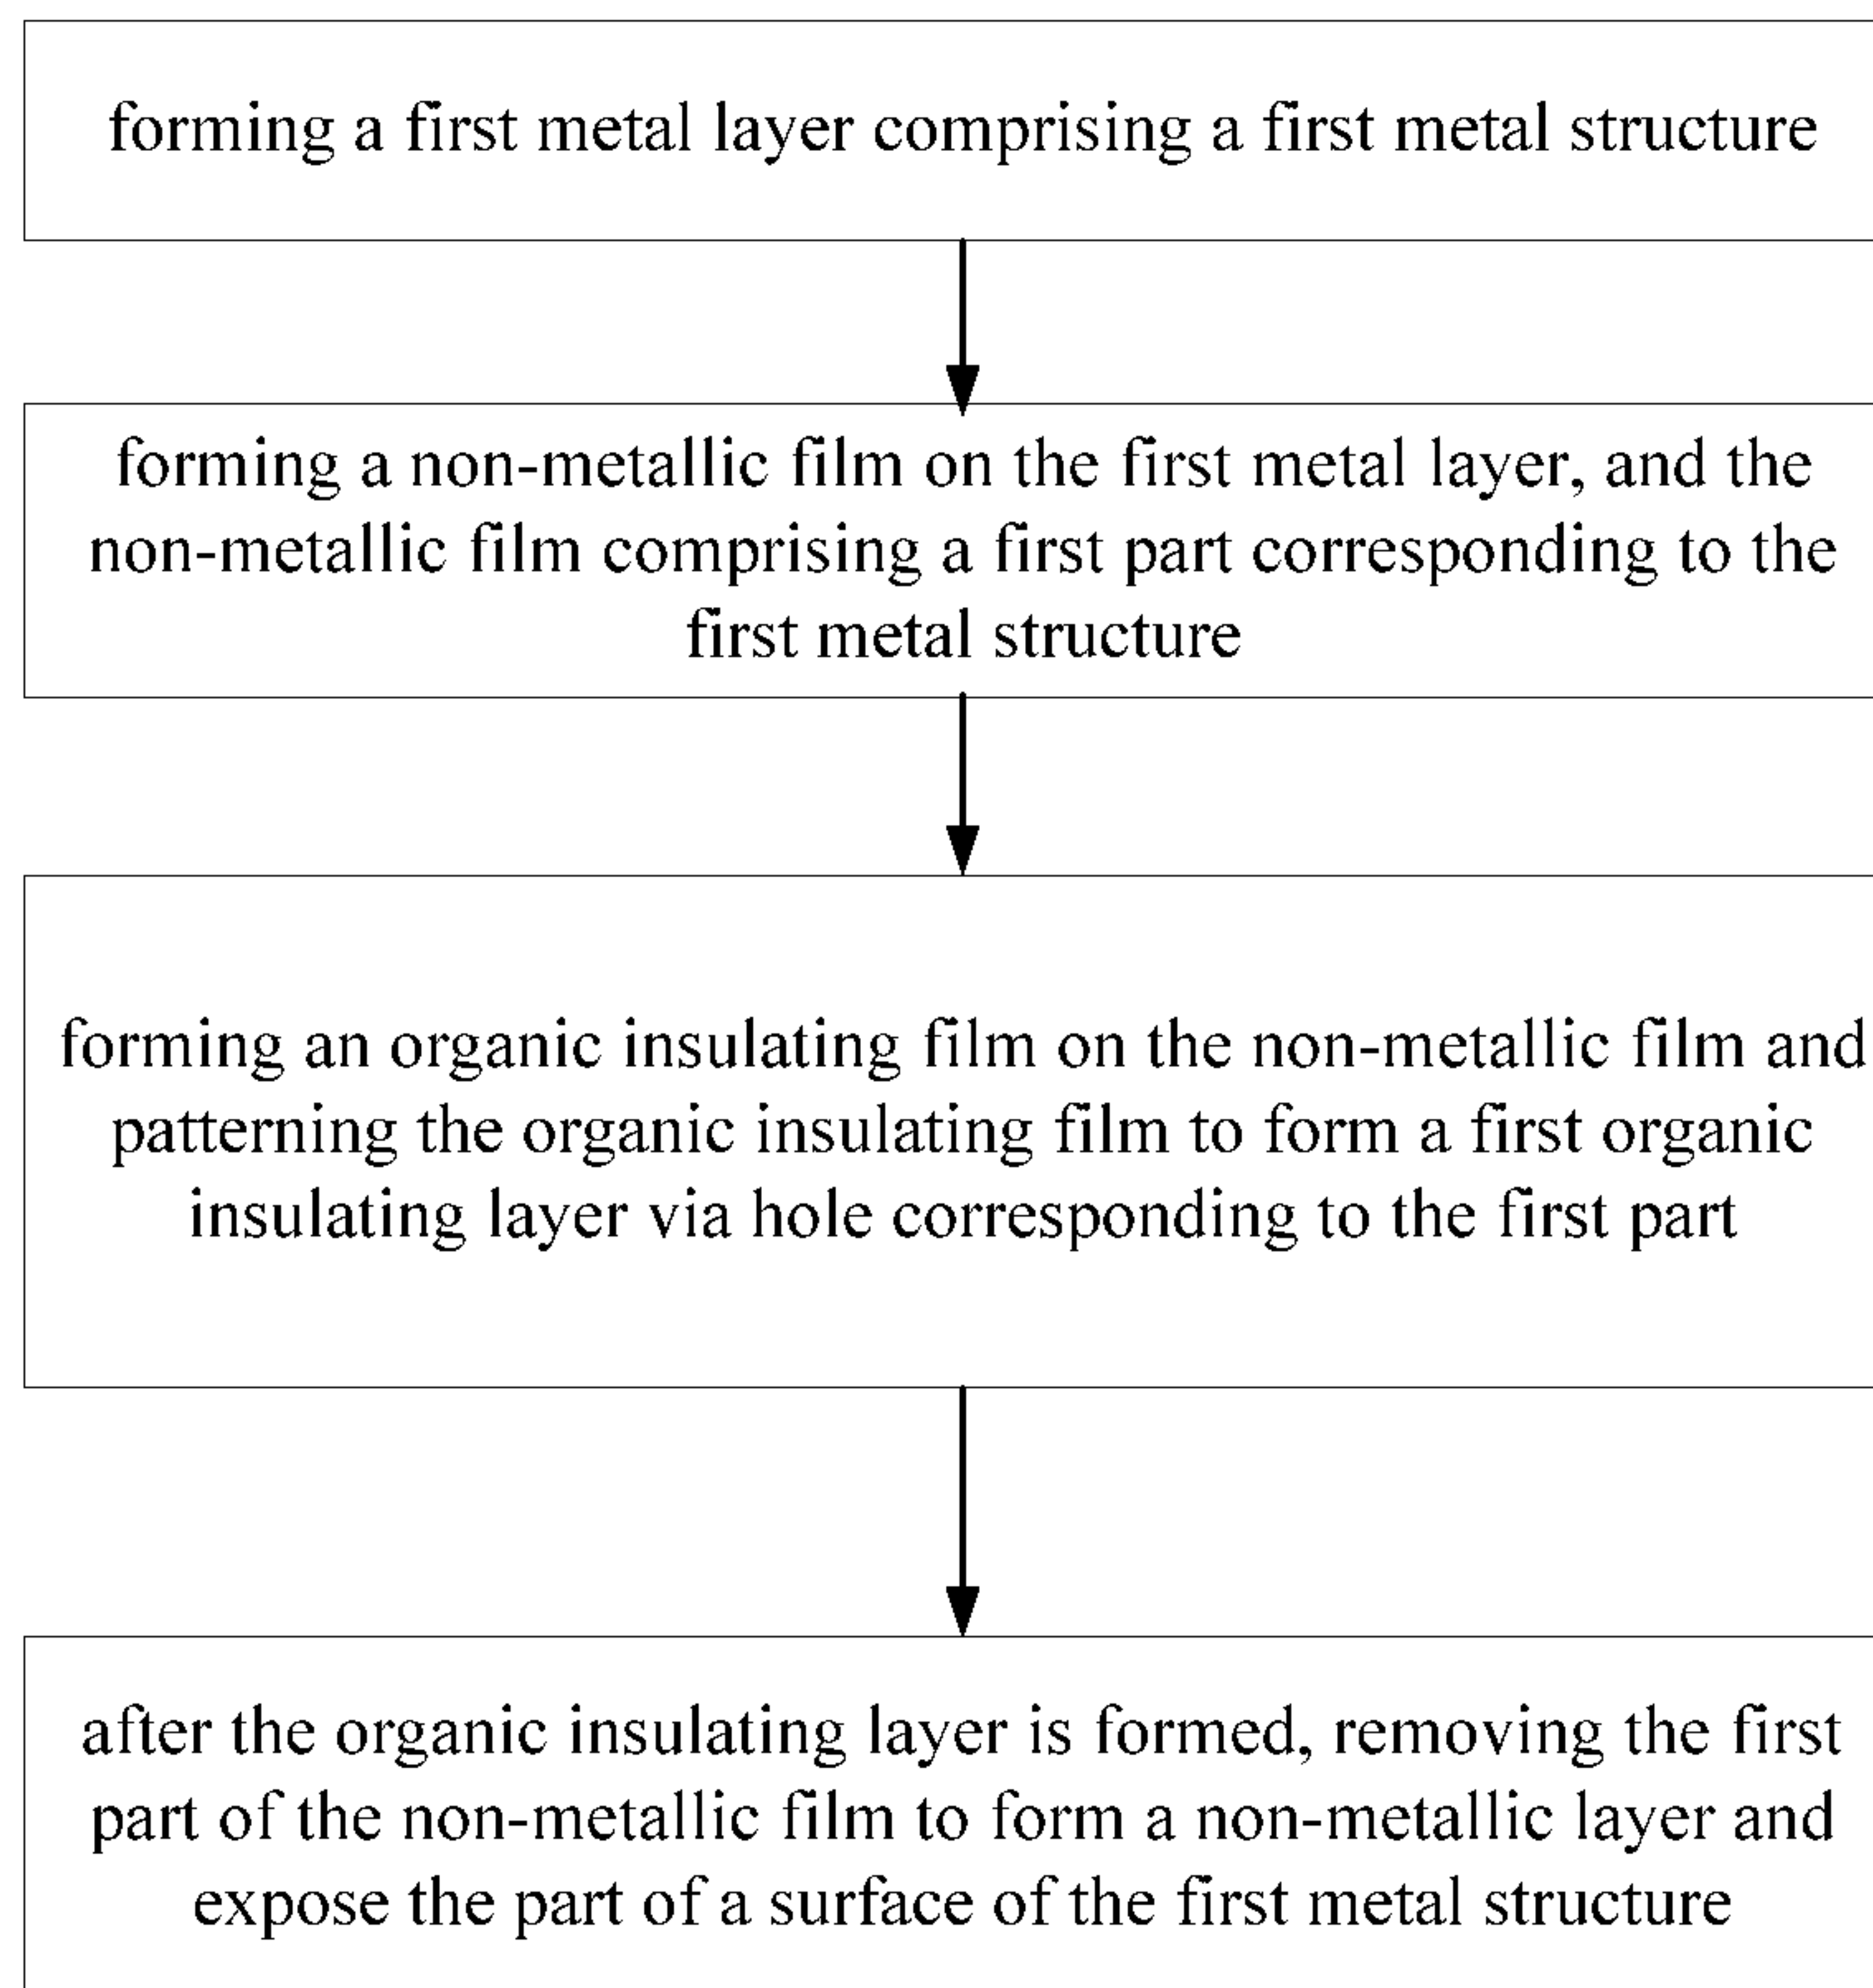 forming a first metal layer comprising a first metal structure
forming a non-metallic film on the first metal layer, and the
non-metallic film comprising a first part corresponding to the
first metal structure
forming an organic insulating film on the non-metallic film and
patterning the organic insulating film to form a first organic
insulating layer via hole corresponding to the first part
after the organic insulating layer is formed, removing the first
part of the non-metallic film to form a non-metallic layer and
expose the part of a surface of the first metal structure